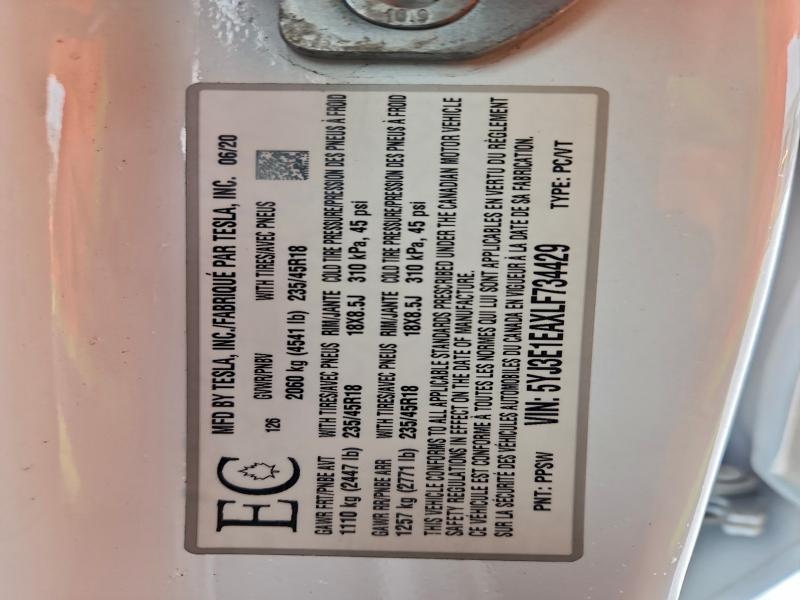 10.9
MFD BY TESLA, INC./FABRIQUÉ PAR TESLA, INC. 06/20
126 GVWR/PNBV WITH TIRES/AVEC PNEUS
2060 kg (4541 lb) 235/45R18
EC
GAWR FRT/PNBE AVT WITH TIRES/AVEC PNEUS RIM/JANTE COLD TIRE PRESSURE/PRESSION DES PNEUS À FROID
1110 kg (2447 lb) 235/45R18 18X8.5J 310 kPa, 45 psi
GAWR RR/PNBE ARR WITH TIRES/AVEC PNEUS RIM/JANTE COLD TIRE PRESSURE/PRESSION DES PNEUS À FROID
1257 kg (2771 lb) 235/45R18 18X8.5J 310 kPa, 45 psi
THIS VEHICLE CONFORMS TO ALL APPLICABLE STANDARDS PRESCRIBED UNDER THE CANADIAN MOTOR VEHICLE
SAFETY REGULATIONS IN EFFECT ON THE DATE OF MANUFACTURE.
CE VÉHICULE EST CONFORME À TOUTES LES NORMES QUI LUI SONT APPLICABLES EN VERTU DU RÈGLEMENT
SUR LA SÉCURITÉ DES VÉHICULES AUTOMOBILES DU CANADA EN VIGUEUR À LA DATE DE SA FABRICATION.
PNT: PPSW VIN: 5YJ3E1EAXLF734429 TYPE: PC/VT